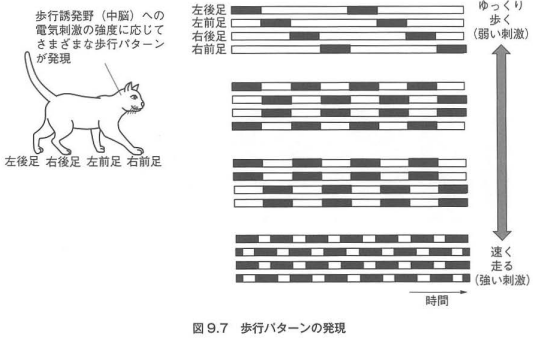 歩行誘発野（中脳）への
電気刺激の強度に応じて
さまざまな歩行パターン
が発現
左後足 右後足 左前足 右前足
左後足
左前足
右後足
右前足
ゆっくり
歩く
（弱い刺激）
速く
走る
（強い刺激）
時間
図9.7 歩行パターンの発現